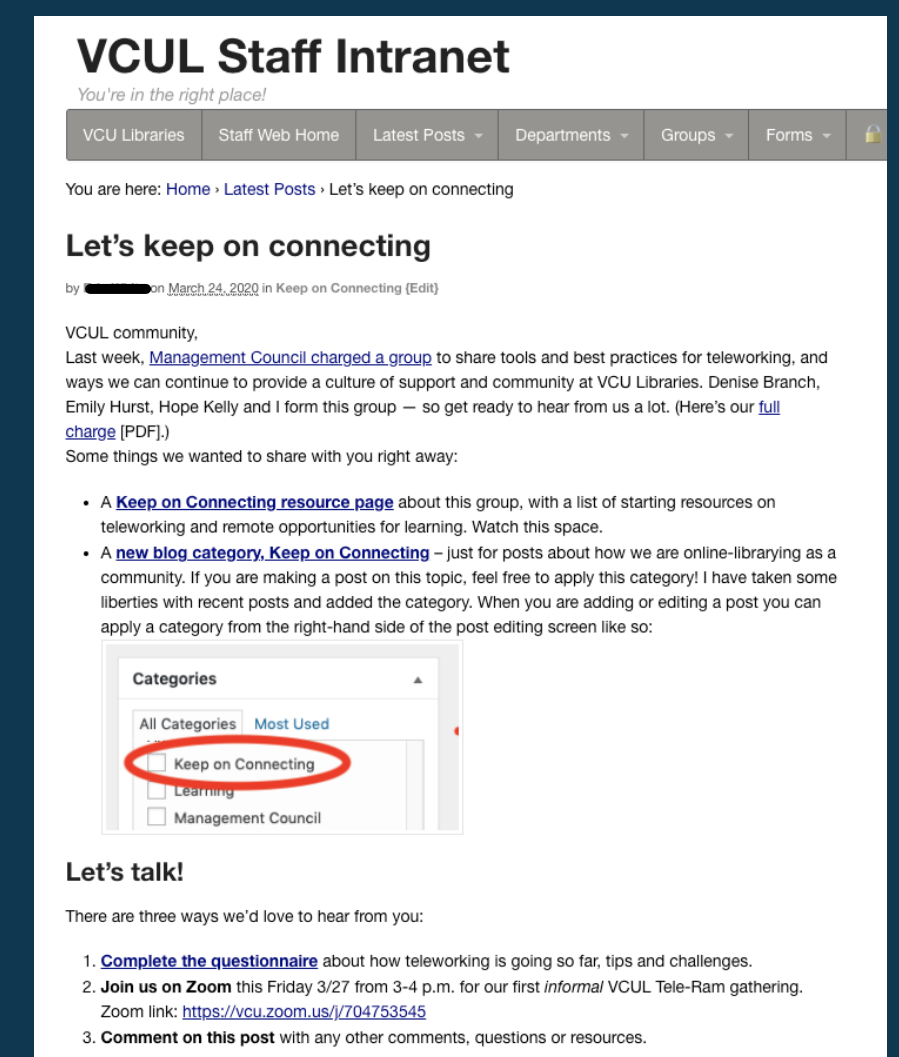 VCUL Staff Intranet
You're in the right place!
VCU Libraries Staff Web Home Latest Posts Departments Groups Forms
You are here: Home › Latest Posts › Let’s keep on connecting
Let’s keep on connecting
by on March 24, 2020 in Keep on Connecting {Edit}
VCUL community,
Last week, Management Council charged a group to share tools and best practices for teleworking, and
ways we can continue to provide a culture of support and community at VCU Libraries. Denise Branch,
Emily Hurst, Hope Kelly and I form this group — so get ready to hear from us a lot. (Here’s our full
charge [PDF].)
Some things we wanted to share with you right away:
• A Keep on Connecting resource page about this group, with a list of starting resources on
teleworking and remote opportunities for learning. Watch this space.
• A new blog category, Keep on Connecting – just for posts about how we are online-librarying as a
community. If you are making a post on this topic, feel free to apply this category! I have taken some
liberties with recent posts and added the category. When you are adding or editing a post you can
apply a category from the right-hand side of the post editing screen like so:
Categories
All Categories Most Used
Keep on Connecting
Learning
Management Council
Let’s talk!
There are three ways we’d love to hear from you:
1. Complete the questionnaire about how teleworking is going so far, tips and challenges.
2. Join us on Zoom this Friday 3/27 from 3-4 p.m. for our first informal VCUL Tele-Ram gathering.
Zoom link: https://vcu.zoom.us/j/704753545
3. Comment on this post with any other comments, questions or resources.